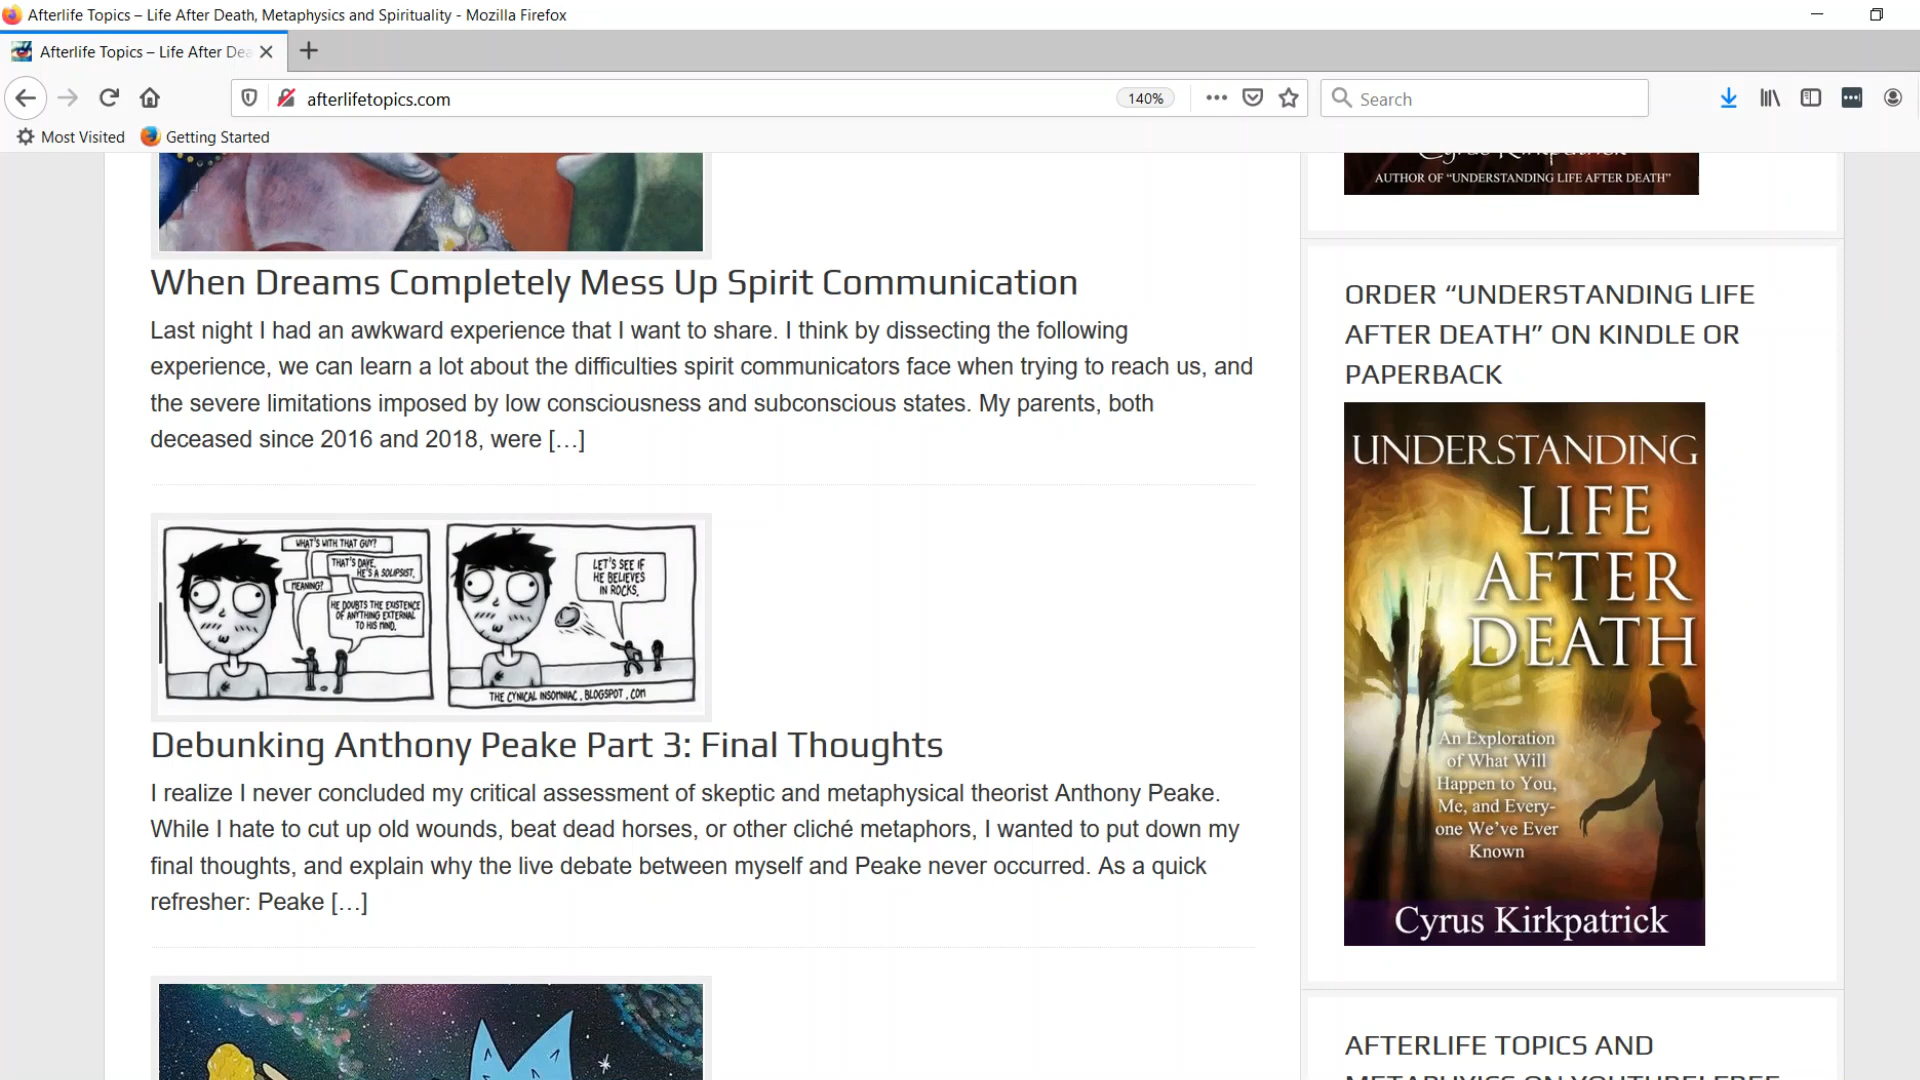 Afterlife Topics – Life After Death, Metaphysics and Spirituality - Mozilla Firefox
Afterlife Topics – Life After Dea
afterlifetopics.com
140%
Search
Most Visited
Getting Started
When Dreams Completely Mess Up Spirit Communication
Last night I had an awkward experience that I want to share. I think by dissecting the following
experience, we can learn a lot about the difficulties spirit communicators face when trying to reach us, and
the severe limitations imposed by low consciousness and subconscious states. My parents, both
deceased since 2016 and 2018, were […]
WHAT'S WITH THAT GUY?
THAT'S DAVE,
HE'S A SOLIPSIST.
MEANING?
HE DOUBTS THE EXISTENCE
OF ANYTHING EXTERNAL
TO HIS MIND.
LET'S SEE IF
HE BELIEVES
IN ROCKS.
THE CYNICAL INSOMNIAC.BLOGSPOT.COM
Debunking Anthony Peake Part 3: Final Thoughts
I realize I never concluded my critical assessment of skeptic and metaphysical theorist Anthony Peake.
While I hate to cut up old wounds, beat dead horses, or other cliché metaphors, I wanted to put down my
final thoughts, and explain why the live debate between myself and Peake never occurred. As a quick
refresher: Peake […]
Cyrus Kirkpatrick
AUTHOR OF “UNDERSTANDING LIFE AFTER DEATH”
ORDER “UNDERSTANDING LIFE
AFTER DEATH” ON KINDLE OR
PAPERBACK
UNDERSTANDING
LIFE
AFTER
DEATH
An Exploration
of What Will
Happen to You,
Me, and Every-
one We've Ever
Known
Cyrus Kirkpatrick
AFTERLIFE TOPICS AND
METAPHYSICS ON YOUTUBE! FREE